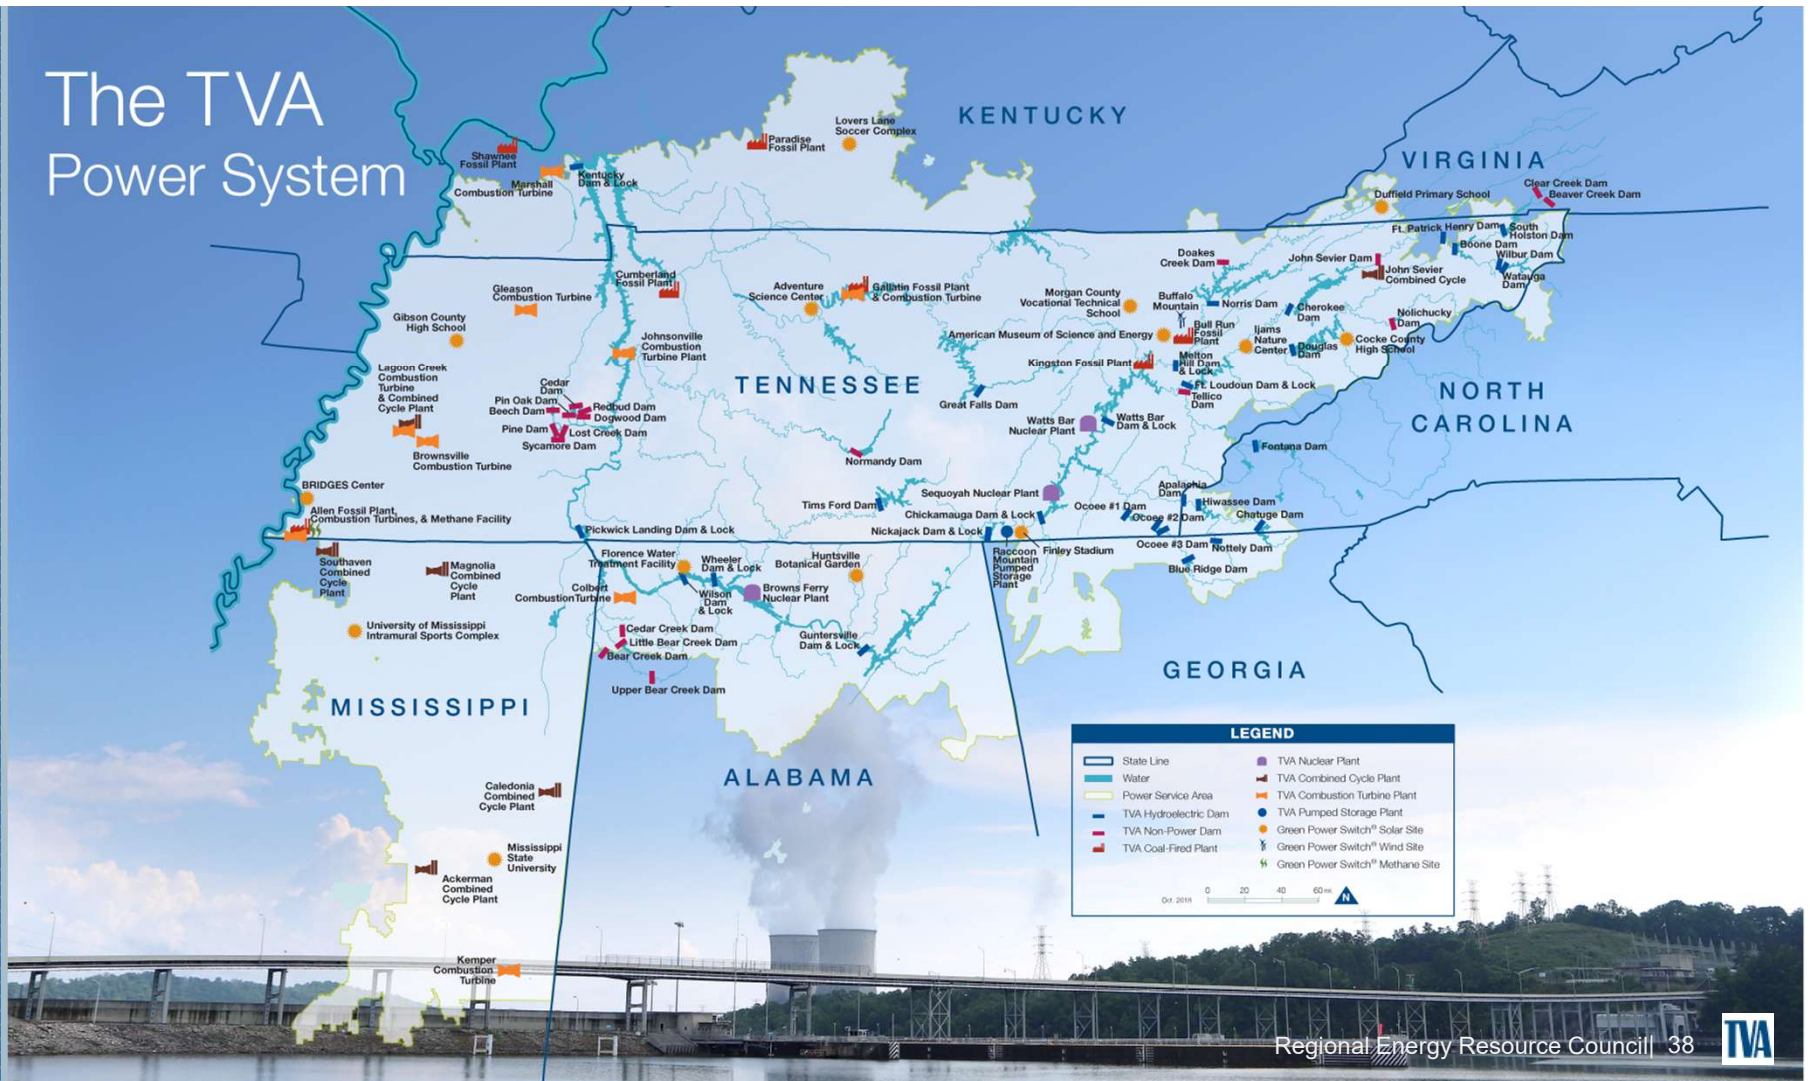 The TVA
Power System
KENTUCKY
VIRGINIA
TENNESSEE
NORTH
CAROLINA
MISSISSIPPI
ALABAMA
GEORGIA
Shawnee
Fossil Plant
Marshall
Combustion Turbine
Kentucky
Dam & Lock
Paradise
Fossil Plant
Lovers Lane
Soccer Complex
Clear Creek Dam
Beaver Creek Dam
Duffield Primary School
Ft. Patrick Henry Dam
South
Holston Dam
Boone Dam
Wilbur Dam
Watauga
Dam
Doakes
Creek Dam
John Sevier Dam
John Sevier
Combined Cycle
Cumberland
Fossil Plant
Gleason
Combustion Turbine
Gibson County
High School
Adventure
Science Center
Gallatin Fossil Plant
& Combustion Turbine
Morgan County
Vocational Technical
School
Buffalo
Mountain
Norris Dam
Cherokee
Dam
Nolichucky
Dam
American Museum of Science and Energy
Bull Run
Fossil
Plant
Ijams
Nature
Center
Douglas
Dam
Cocke County
High School
Johnsonville
Combustion
Turbine Plant
Kingston Fossil Plant
Melton
Hill Dam
& Lock
Ft. Loudoun Dam & Lock
Tellico
Dam
Lagoon Creek
Combustion
Turbine
& Combined
Cycle Plant
Cedar
Dam
Pin Oak Dam
Beech Dam
Redbud Dam
Dogwood Dam
Pine Dam
Lost Creek Dam
Sycamore Dam
Great Falls Dam
Watts Bar
Nuclear Plant
Watts Bar
Dam & Lock
Brownsville
Combustion Turbine
Normandy Dam
Fontana Dam
BRIDGES Center
Allen Fossil Plant,
Combustion Turbines, & Methane Facility
Tims Ford Dam
Sequoyah Nuclear Plant
Chickamauga Dam & Lock
Nickajack Dam & Lock
Apalachia
Dam
Hiwassee Dam
Chatuge Dam
Ocoee #1 Dam
Ocoee #2 Dam
Ocoee #3 Dam
Nottely Dam
Blue Ridge Dam
Pickwick Landing Dam & Lock
Raccoon
Mountain
Pumped
Storage
Plant
Finley Stadium
Southaven
Combined
Cycle
Plant
Magnolia
Combined
Cycle
Plant
Florence Water
Treatment Facility
Wheeler
Dam & Lock
Huntsville
Botanical Garden
Colbert
Combustion Turbine
Wilson
Dam
& Lock
Browns Ferry
Nuclear Plant
University of Mississippi
Intramural Sports Complex
Cedar Creek Dam
Little Bear Creek Dam
Bear Creek Dam
Upper Bear Creek Dam
Guntersville
Dam & Lock
Caledonia
Combined
Cycle Plant
Mississippi
State
University
Ackerman
Combined
Cycle Plant
Kemper
Combustion
Turbine
LEGEND
State Line
Water
Power Service Area
TVA Hydroelectric Dam
TVA Non-Power Dam
TVA Coal-Fired Plant
TVA Nuclear Plant
TVA Combined Cycle Plant
TVA Combustion Turbine Plant
TVA Pumped Storage Plant
Green Power Switch® Solar Site
Green Power Switch® Wind Site
Green Power Switch® Methane Site
Oct. 2018
0 20 40 60 mi
N
Regional Energy Resource Council| 38
TVA